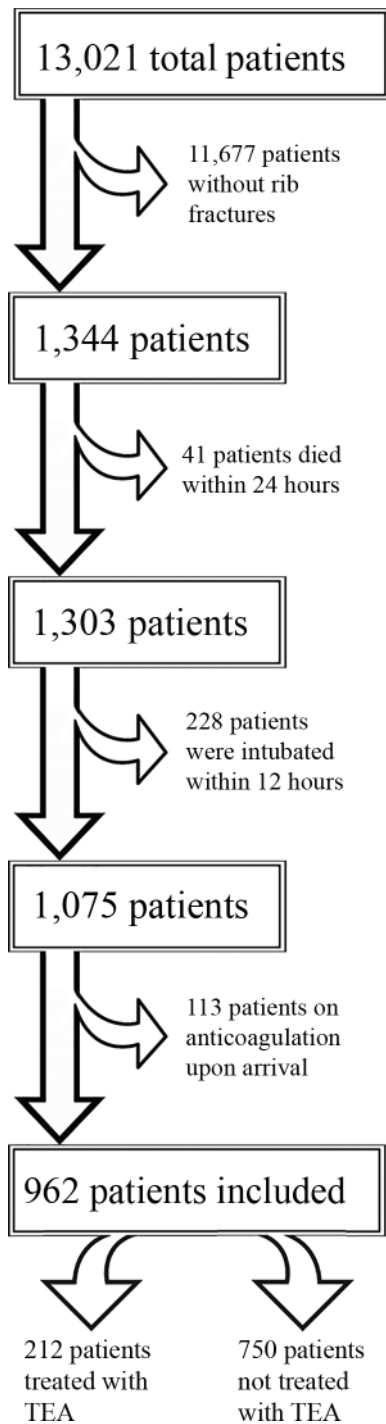 13,021 total patients
11,677 patients
without rib
fractures
1,344 patients
41 patients died
within 24 hours
1,303 patients
228 patients
were intubated
within 12 hours
1,075 patients
113 patients on
anticoagulation
upon arrival
962 patients included
212 patients
treated with
TEA
750 patients
not treated
with TEA